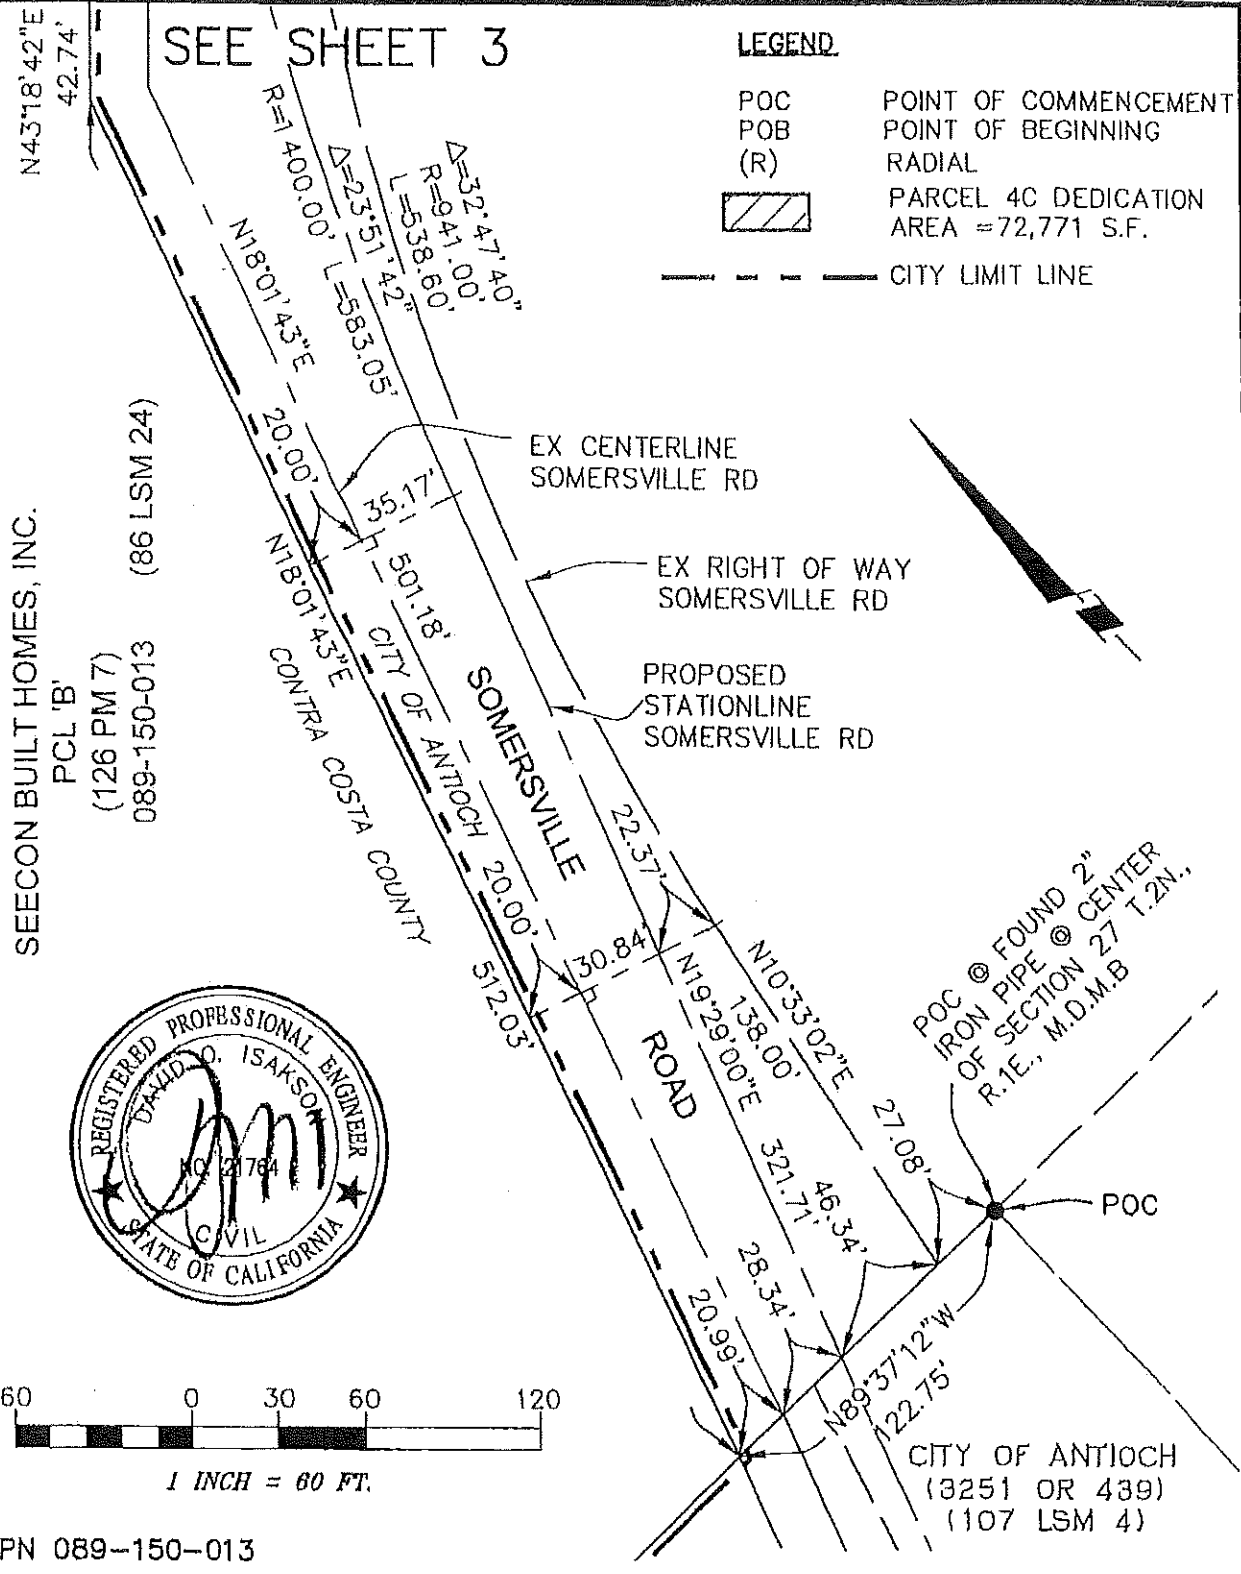 SEE SHEET 3
N43°18'42"E
42.74'
LEGEND
POC POINT OF COMMENCEMENT
POB POINT OF BEGINNING
(R) RADIAL
PARCEL 4C DEDICATION
AREA =72,771 S.F.
CITY LIMIT LINE
R=1400.00'
Δ=23°51'42"
L=583.05'
Δ=32°47'40"
R=941.00'
L=538.60'
N18°01'43"E
20.00'
35.17'
EX CENTERLINE
SOMERSVILLE RD
EX RIGHT OF WAY
SOMERSVILLE RD
PROPOSED
STATIONLINE
SOMERSVILLE RD
SEECON BUILT HOMES, INC.
PCL 'B'
(126 PM 7)
089-150-013 (86 LSM 24)
N18°01'43"E
501.18'
CITY OF ANTIOCH
CONTRA COSTA COUNTY
SOMERSVILLE
ROAD
20.00'
30.84'
22.37'
512.03'
N10°33'02"E
138.00'
N19°29'00"E 321.71'
POC @ FOUND 2"
IRON PIPE @ CENTER
OF SECTION 27 T.2N.,
R.1E., M.D.M.B
27.08'
46.34'
28.34'
20.99'
POC
N89°37'12"W
122.75'
CITY OF ANTIOCH
(3251 OR 439)
(107 LSM 4)
REGISTERED PROFESSIONAL ENGINEER
DAVID O. ISAKSON
NO. 21764
CIVIL
STATE OF CALIFORNIA
60 0 30 60 120
1 INCH = 60 FT.
PN 089-150-013